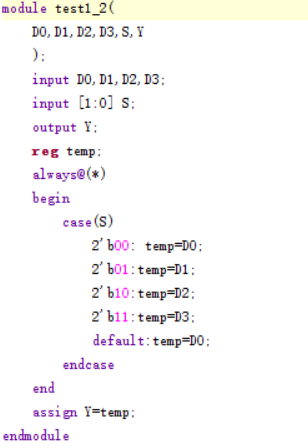 module test1_2(
D0,D1,D2,D3,S,Y
);
input D0,D1,D2,D3;
input [1:0] S;
output Y;
reg temp;
always@(*)
begin
case(S)
2'b00: temp=D0;
2'b01:temp=D1;
2'b10:temp=D2;
2'b11:temp=D3;
default:temp=D0;
endcase
end
assign Y=temp;
endmodule